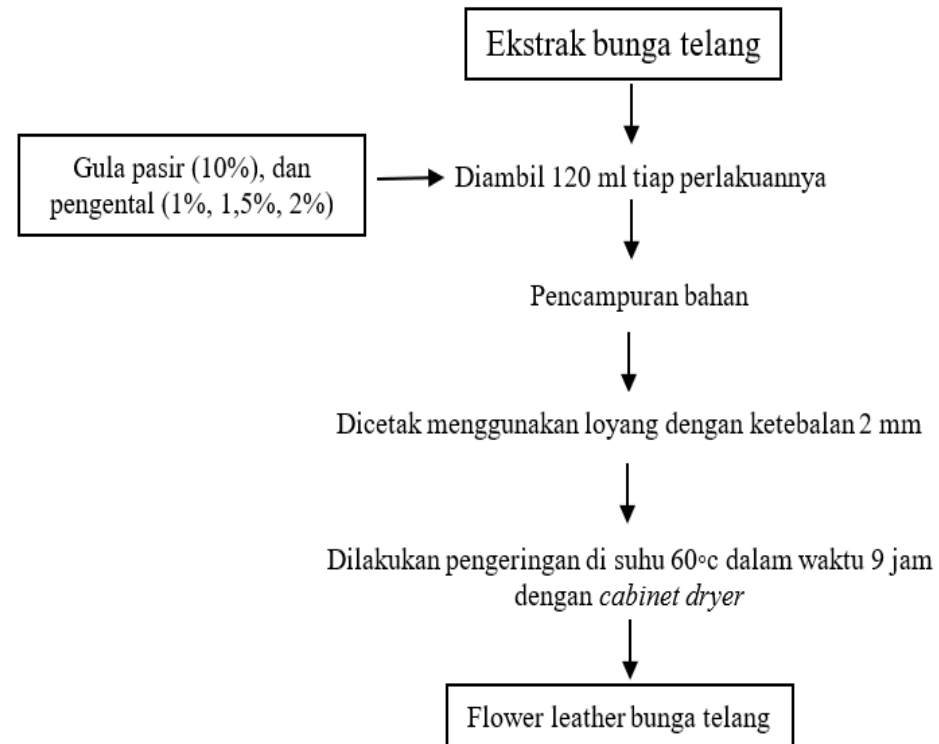 Ekstrak bunga telang
Gula pasir (10%), dan
pengental (1%, 1,5%, 2%)
Diambil 120 ml tiap perlakuannya
Pencampuran bahan
Dicetak menggunakan loyang dengan ketebalan 2 mm
Dilakukan pengeringan di suhu 60∘c dalam waktu 9 jam
dengan cabinet dryer
Flower leather bunga telang